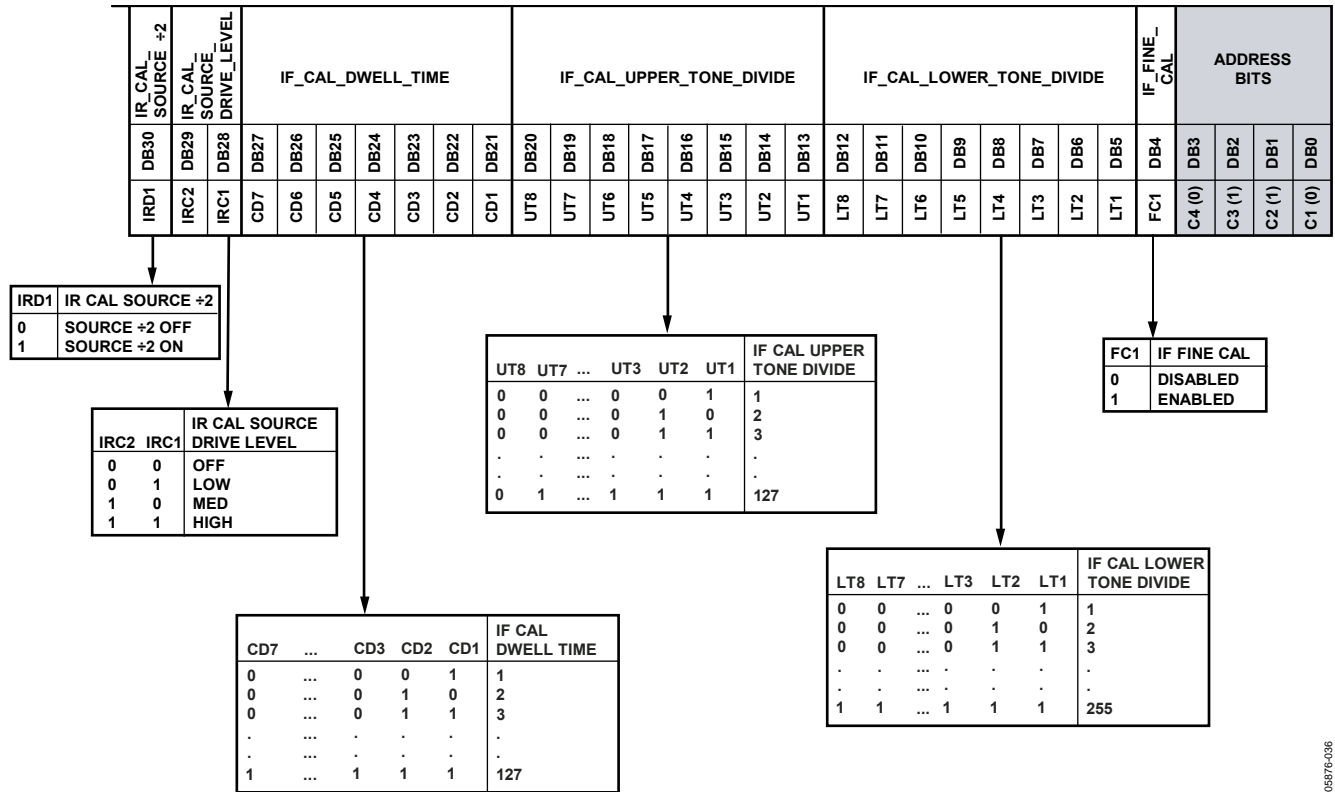 IR_CAL_
SOURCE ÷2
IR_CAL_
SOURCE_
DRIVE_LEVEL
IF_CAL_DWELL_TIME
IF_CAL_UPPER_TONE_DIVIDE
IF_CAL_LOWER_TONE_DIVIDE
IF_FINE_
CAL
ADDRESS
BITS
DB30 DB29 DB28 DB27 DB26 DB25 DB24 DB23 DB22 DB21 DB20 DB19 DB18 DB17 DB16 DB15 DB14 DB13 DB12 DB11 DB10 DB9 DB8 DB7 DB6 DB5 DB4 DB3 DB2 DB1 DB0
IRD1 IRC2 IRC1 CD7 CD6 CD5 CD4 CD3 CD2 CD1 UT8 UT7 UT6 UT5 UT4 UT3 UT2 UT1 LT8 LT7 LT6 LT5 LT4 LT3 LT2 LT1 FC1 C4 (0) C3 (1) C2 (1) C1 (0)
IRD1 IR CAL SOURCE ÷2
0 SOURCE ÷2 OFF
1 SOURCE ÷2 ON
IRC2 IRC1 IR CAL SOURCE
DRIVE LEVEL
0 0 OFF
0 1 LOW
1 0 MED
1 1 HIGH
CD7 ... CD3 CD2 CD1 IF CAL
DWELL TIME
0 ... 0 0 1 1
0 ... 0 1 0 2
0 ... 0 1 1 3
. ... . . . .
. ... . . . .
1 ... 1 1 1 127
UT8 UT7 ... UT3 UT2 UT1 IF CAL UPPER
TONE DIVIDE
0 0 ... 0 0 1 1
0 0 ... 0 1 0 2
0 0 ... 0 1 1 3
. . ... . . . .
. . ... . . . .
0 1 ... 1 1 1 127
LT8 LT7 ... LT3 LT2 LT1 IF CAL LOWER
TONE DIVIDE
0 0 ... 0 0 1 1
0 0 ... 0 1 0 2
0 0 ... 0 1 1 3
. . ... . . . .
. . ... . . . .
1 1 ... 1 1 1 255
FC1 IF FINE CAL
0 DISABLED
1 ENABLED
05876-036